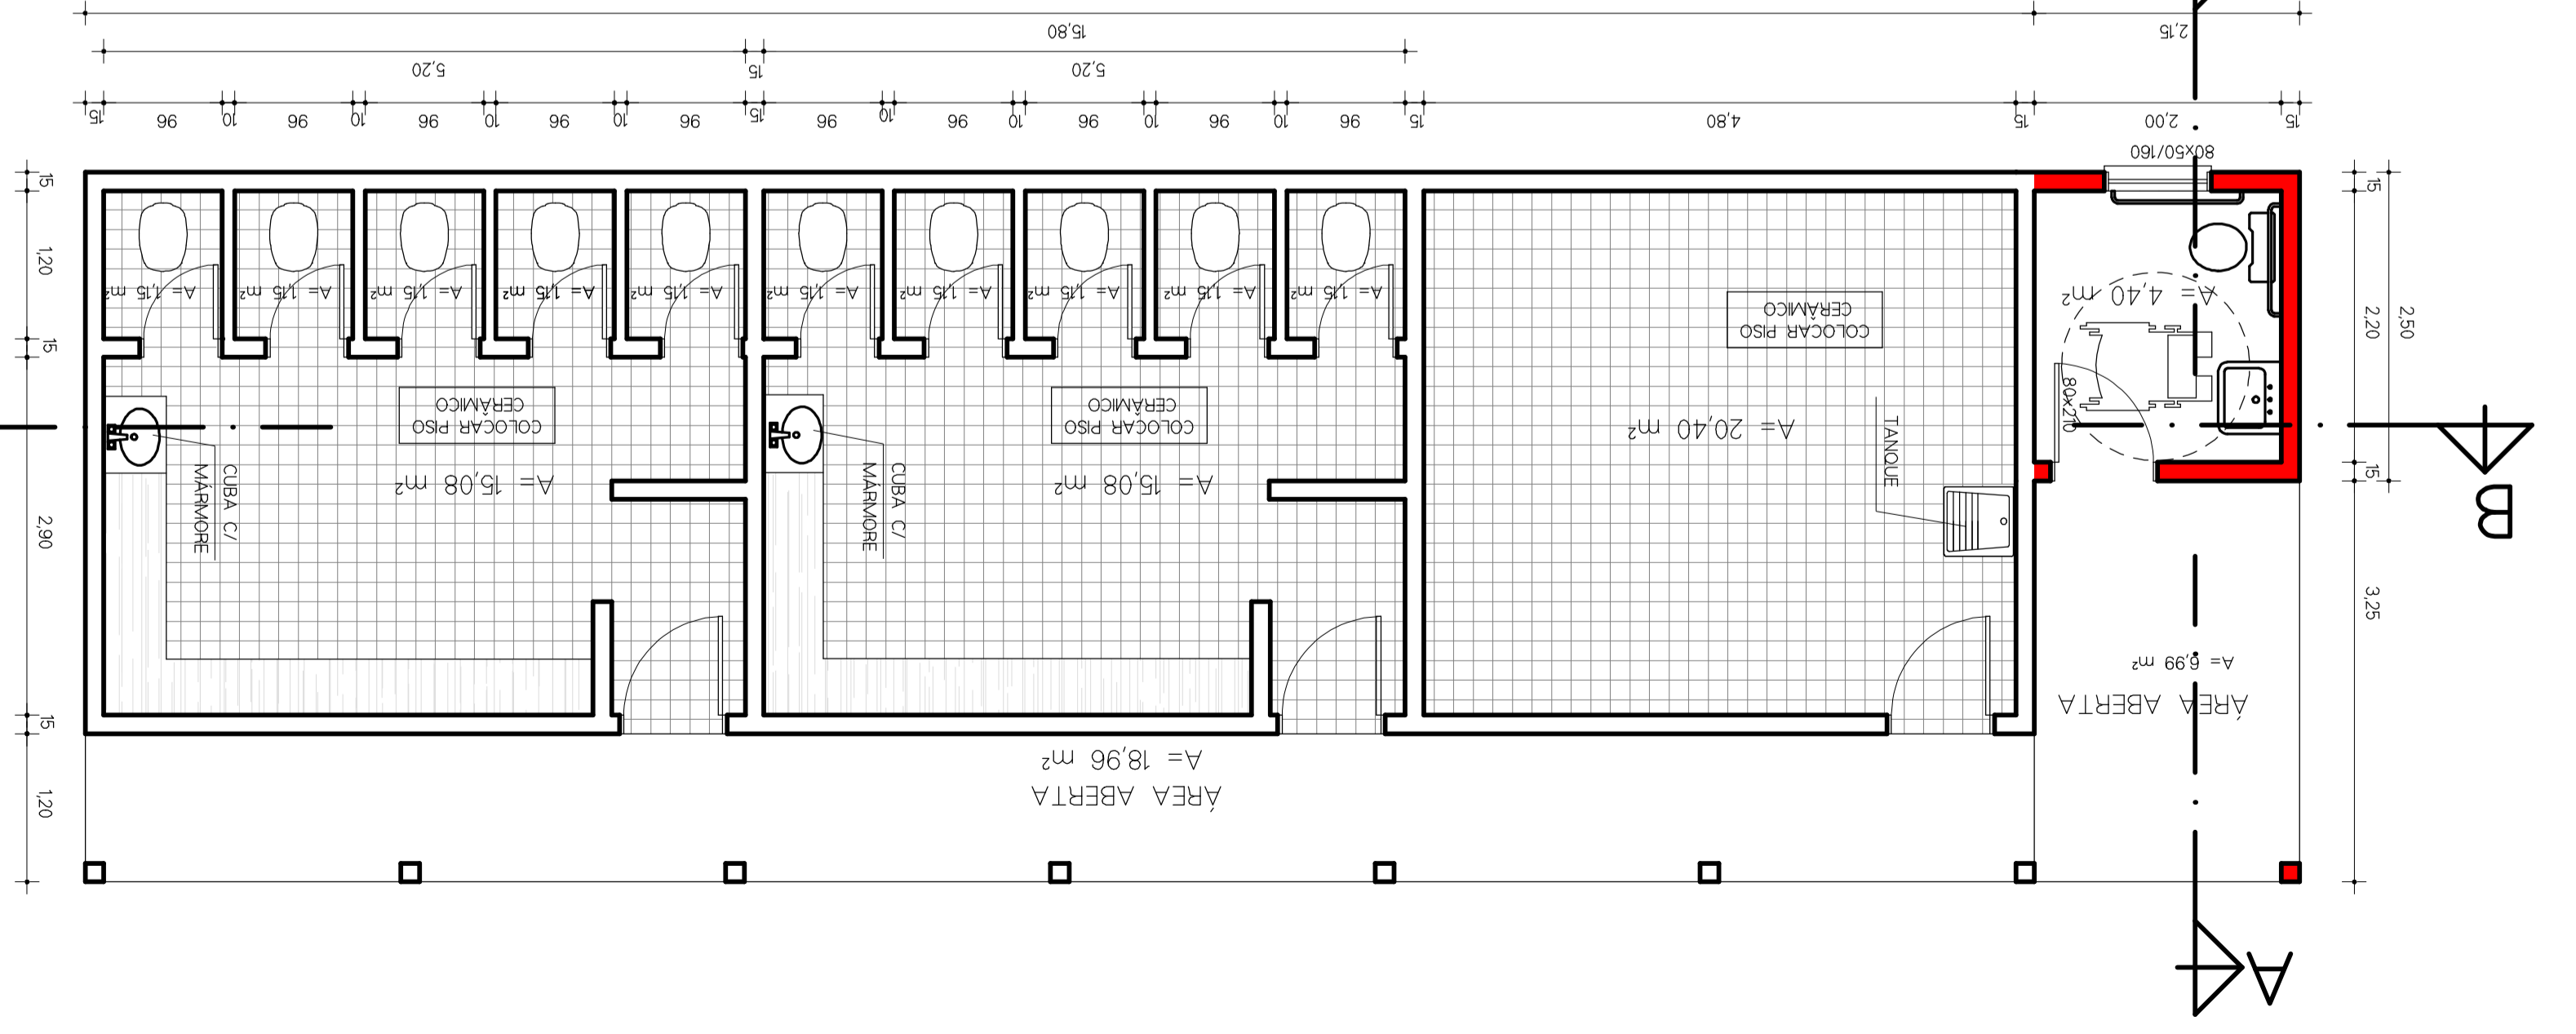 15,80
2,15
5,20
15
5,20
15 96 10 96 10 96 10 96 10 96 15 96 10 96 10 96 10 96 10 96 15 4,80 15 2,00 15
80x50/160
15
1,20
15
2,90
15
1,20
A= 1,15 m²
A= 1,15 m²
A= 1,15 m²
A= 1,15 m²
A= 1,15 m²
A= 1,15 m²
A= 1,15 m²
A= 1,15 m²
A= 1,15 m²
A= 1,15 m²
COLOCAR PISO
CERÂMICO
A= 15,08 m²
CUBA C/
MÁRMORE
COLOCAR PISO
CERÂMICO
A= 15,08 m²
CUBA C/
MÁRMORE
COLOCAR PISO
CERÂMICO
A= 20,40 m²
TANQUE
A= 4,40 m²
80x210
15
2,20
2,50
15
3,25
B
ÁREA ABERTA
A= 6,99 m²
ÁREA ABERTA
A= 18,96 m²
A